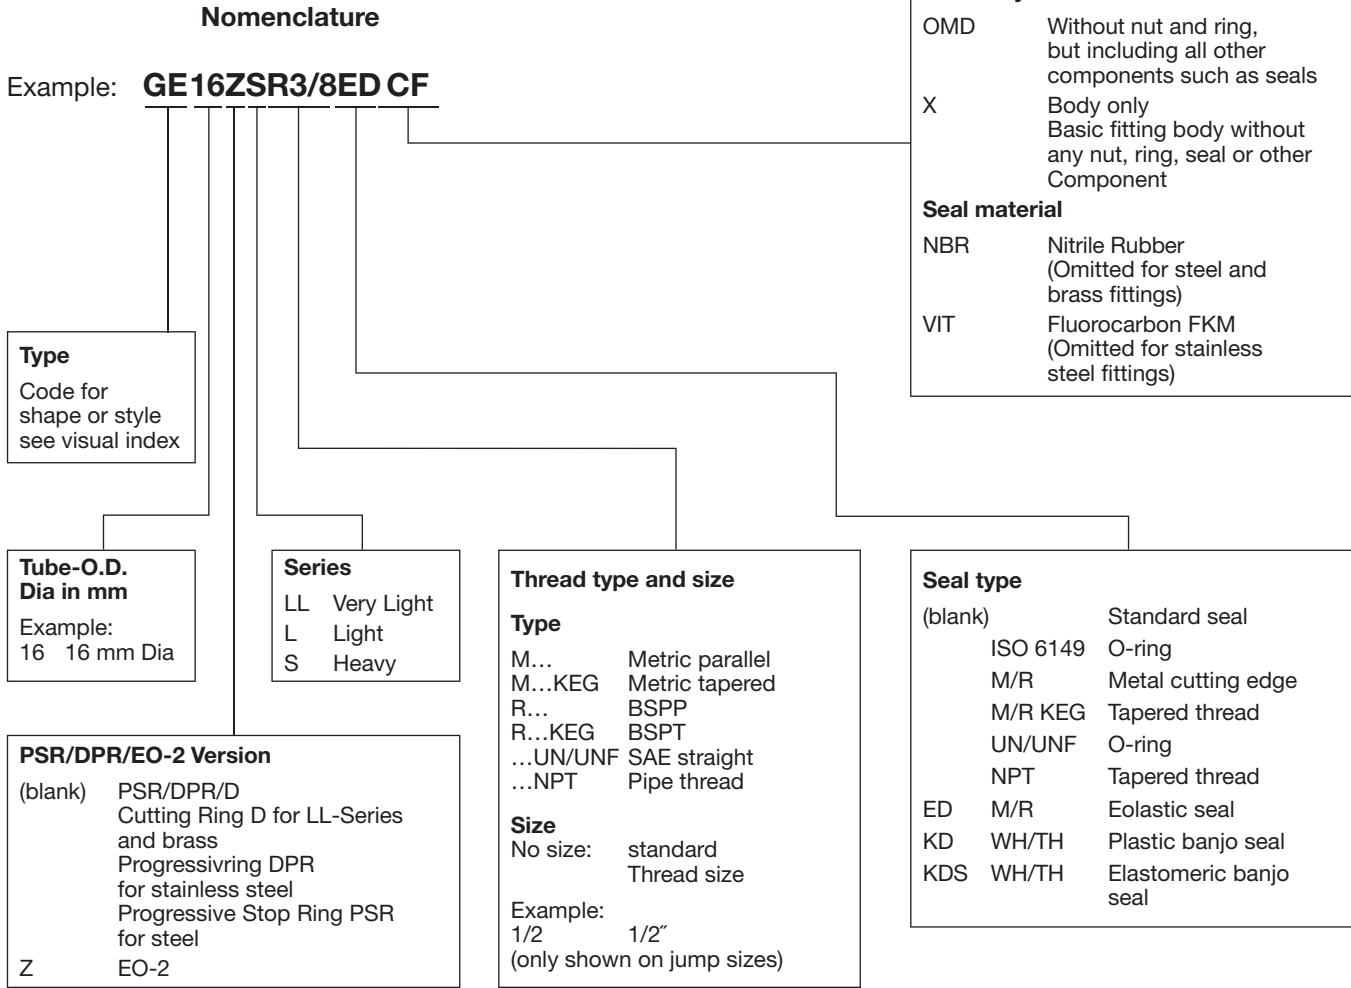 Nomenclature
Example: GE16ZSR3/8ED CF
OMD Without nut and ring,
but including all other
components such as seals
X Body only
Basic fitting body without
any nut, ring, seal or other
Component
Seal material
NBR Nitrile Rubber
(Omitted for steel and
brass fittings)
VIT Fluorocarbon FKM
(Omitted for stainless
steel fittings)
Type
Code for
shape or style
see visual index
Tube-O.D.
Dia in mm
Example:
16 16 mm Dia
Series
LL Very Light
L Light
S Heavy
PSR/DPR/EO-2 Version
(blank) PSR/DPR/D
Cutting Ring D for LL-Series
and brass
Progressivring DPR
for stainless steel
Progressive Stop Ring PSR
for steel
Z EO-2
Thread type and size
Type
M… Metric parallel
M…KEG Metric tapered
R… BSPP
R…KEG BSPT
…UN/UNF SAE straight
…NPT Pipe thread
Size
No size: standard
Thread size
Example:
1/2 1/2˝
(only shown on jump sizes)
Seal type
(blank) Standard seal
ISO 6149 O-ring
M/R Metal cutting edge
M/R KEG Tapered thread
UN/UNF O-ring
NPT Tapered thread
ED M/R Eolastic seal
KD WH/TH Plastic banjo seal
KDS WH/TH Elastomeric banjo
seal